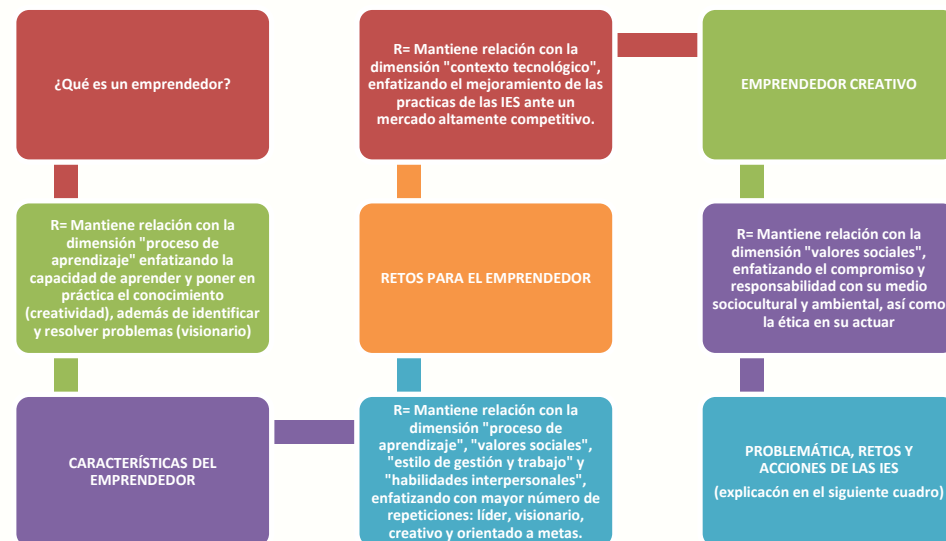 ¿Qué es un emprendedor?
R= Mantiene relación con la
dimensión "proceso de
aprendizaje" enfatizando la
capacidad de aprender y poner en
práctica el conocimiento
(creatividad), además de identificar
y resolver problemas (visionario)
CARACTERÍSTICAS DEL
EMPRENDEDOR
R= Mantiene relación con la
dimensión "proceso de
aprendizaje", "valores sociales",
"estilo de gestión y trabajo" y
"habilidades interpersonales",
enfatizando con mayor número de
repeticiones: líder, visionario,
creativo y orientado a metas.
RETOS PARA EL EMPRENDEDOR
R= Mantiene relación con la
dimensión "contexto tecnológico",
enfatizando el mejoramiento de las
practicas de las IES ante un
mercado altamente competitivo.
EMPRENDEDOR CREATIVO
R= Mantiene relación con la
dimensión "valores sociales",
enfatizando el compromiso y
responsabilidad con su medio
sociocultural y ambiental, así como
la ética en su actuar
PROBLEMÁTICA, RETOS Y
ACCIONES DE LAS IES
(explicacón en el siguiente cuadro)